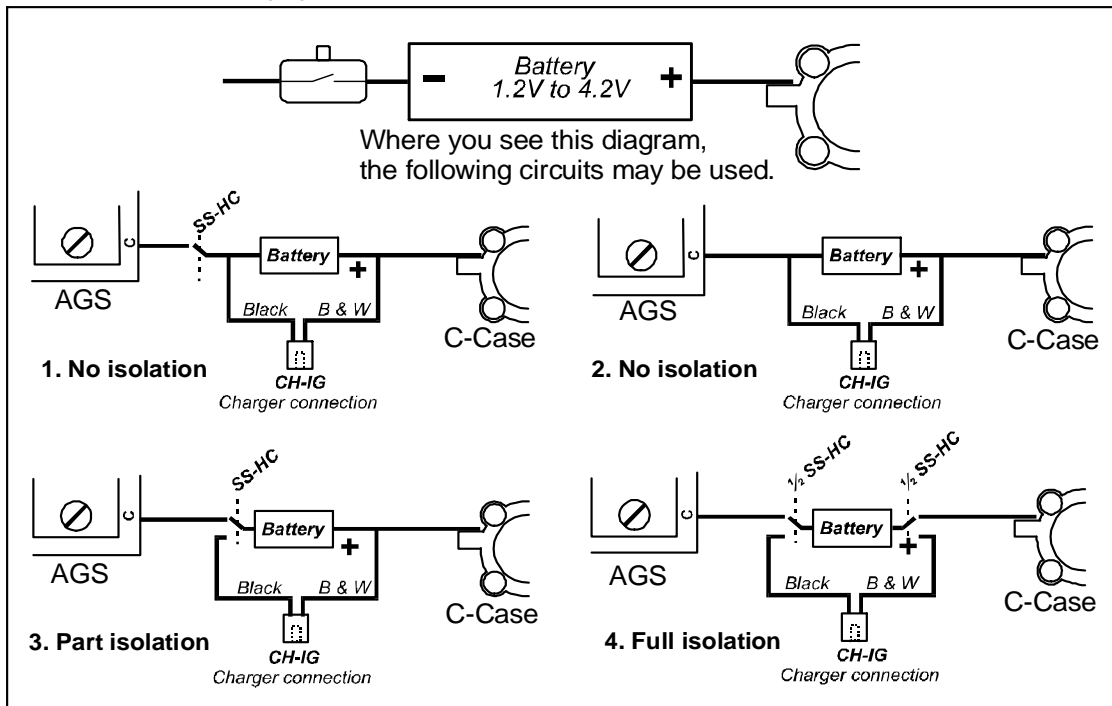 Battery
1.2V to 4.2V
− +
Where you see this diagram,
the following circuits may be used.
SS-HC
C
AGS
Battery
+
Black
B & W
C-Case
1. No isolation
CH-IG
Charger connection
C
AGS
Battery
+
Black
B & W
C-Case
2. No isolation
CH-IG
Charger connection
SS-HC
C
AGS
Battery
+
Black
B & W
C-Case
3. Part isolation
CH-IG
Charger connection
½ SS-HC
½ SS-HC
C
AGS
Battery
+
Black
B & W
C-Case
4. Full isolation
CH-IG
Charger connection